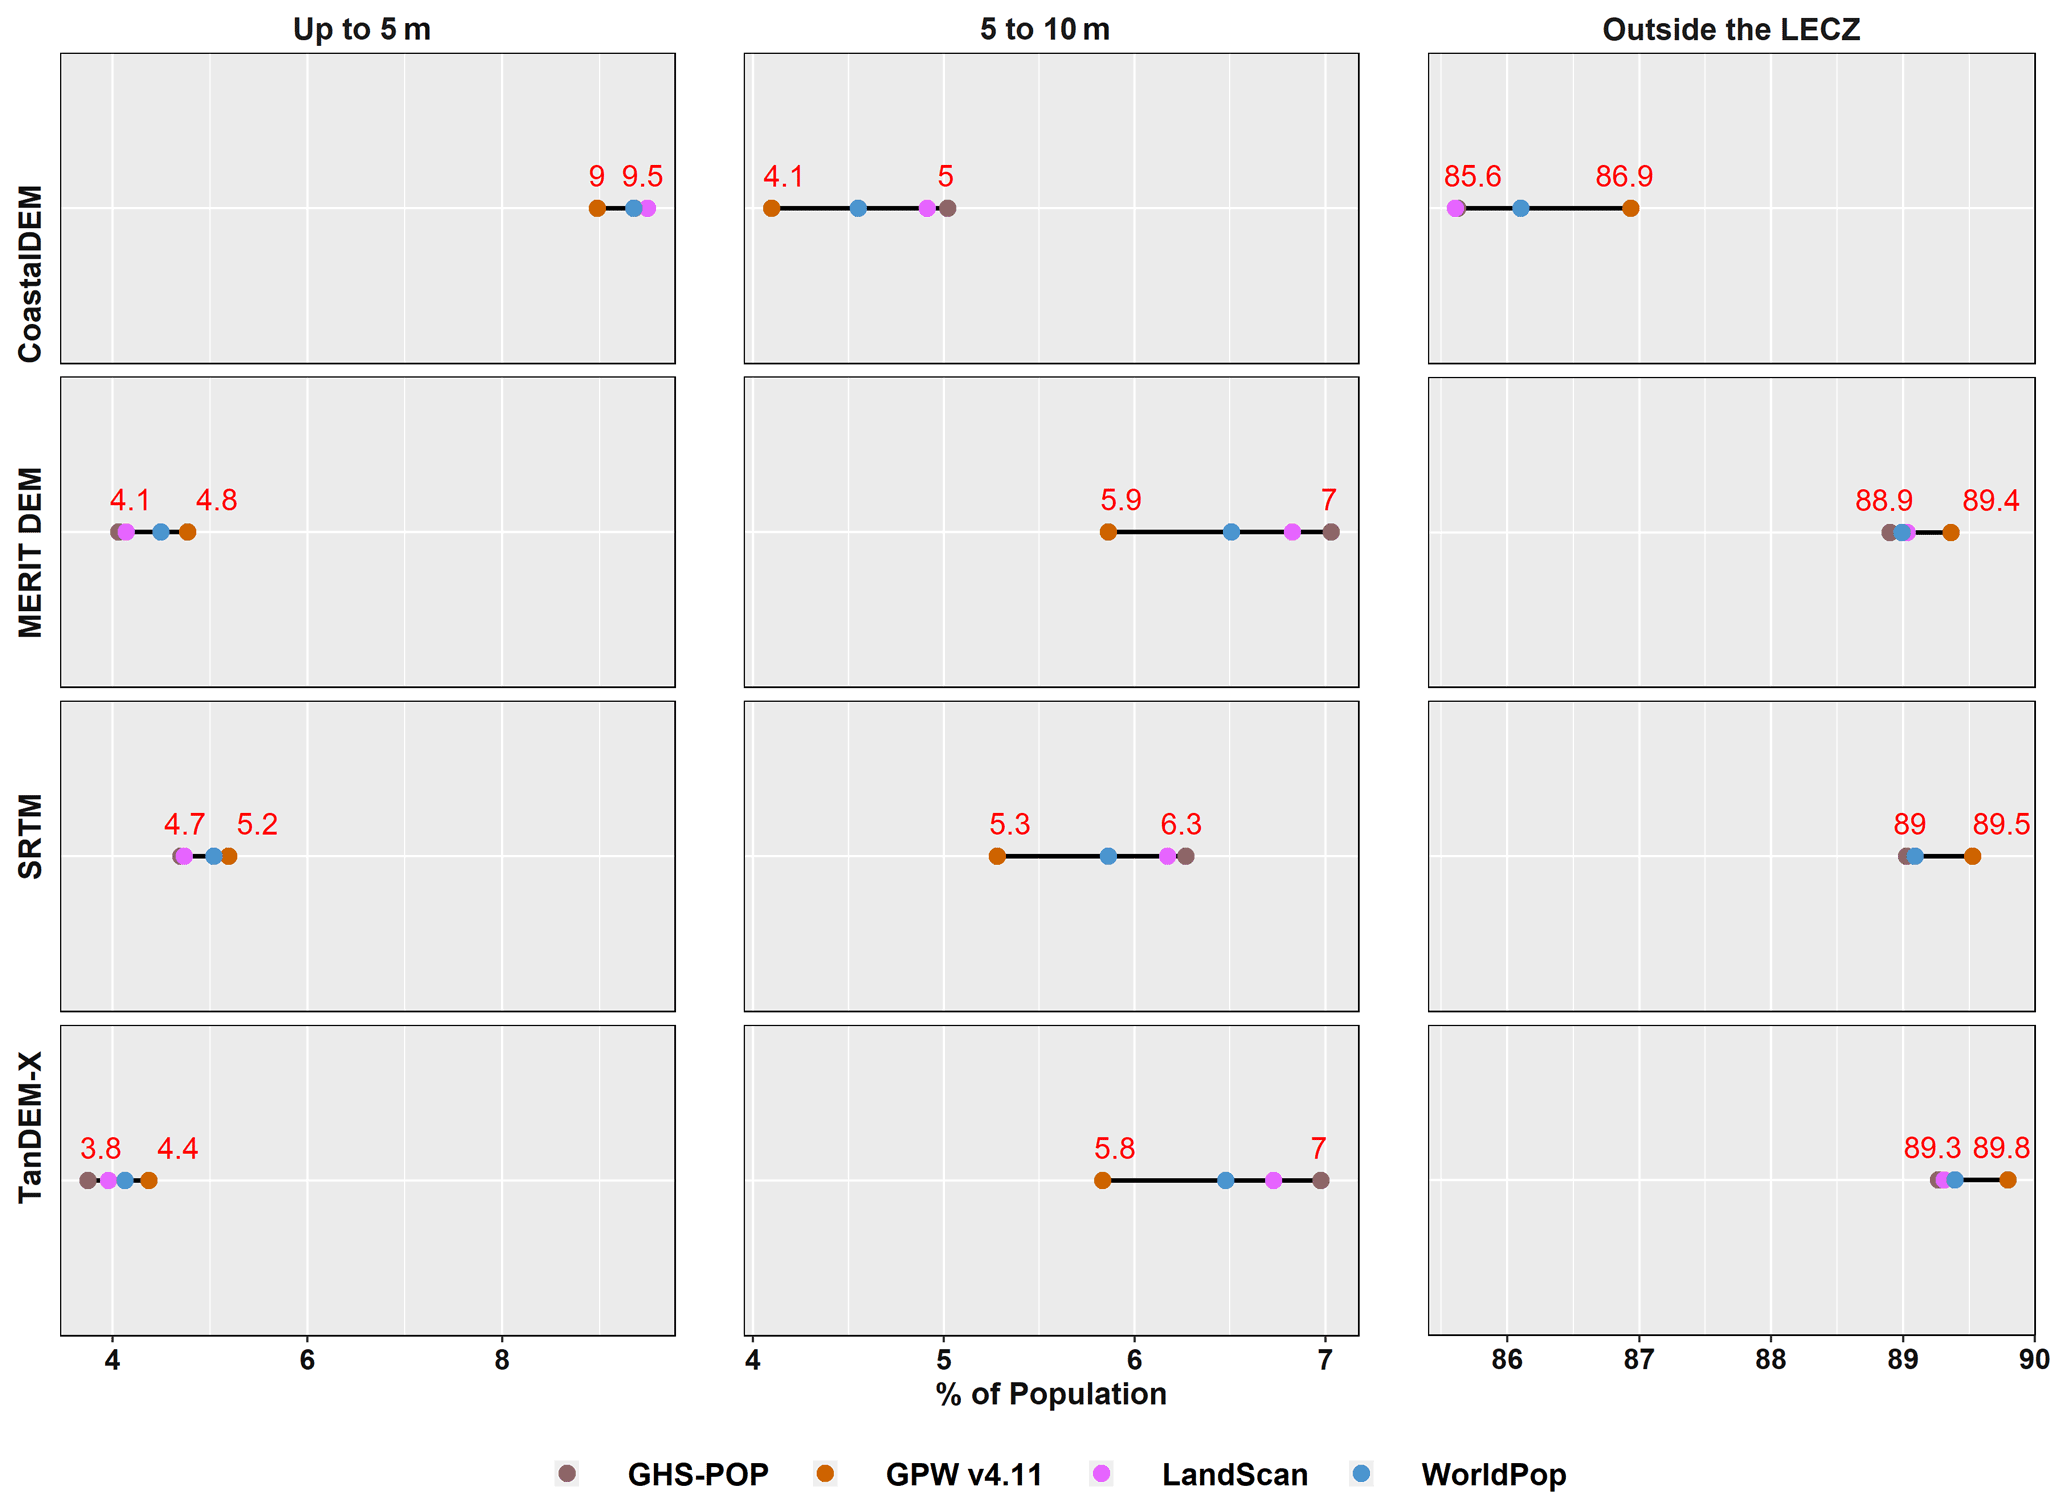 Up to 5 m 5 to 10 m Outside the LECZ
CoastalDEM
9 9.5 4.1 5 85.6 86.9
MERIT DEM
4.1 4.8 5.9 7 88.9 89.4
SRTM
4.7 5.2 5.3 6.3 89 89.5
TanDEM-X
3.8 4.4 5.8 7 89.3 89.8
4 6 8 4 5 6 7 86 87 88 89 90
% of Population
GHS-POP GPW v4.11 LandScan WorldPop